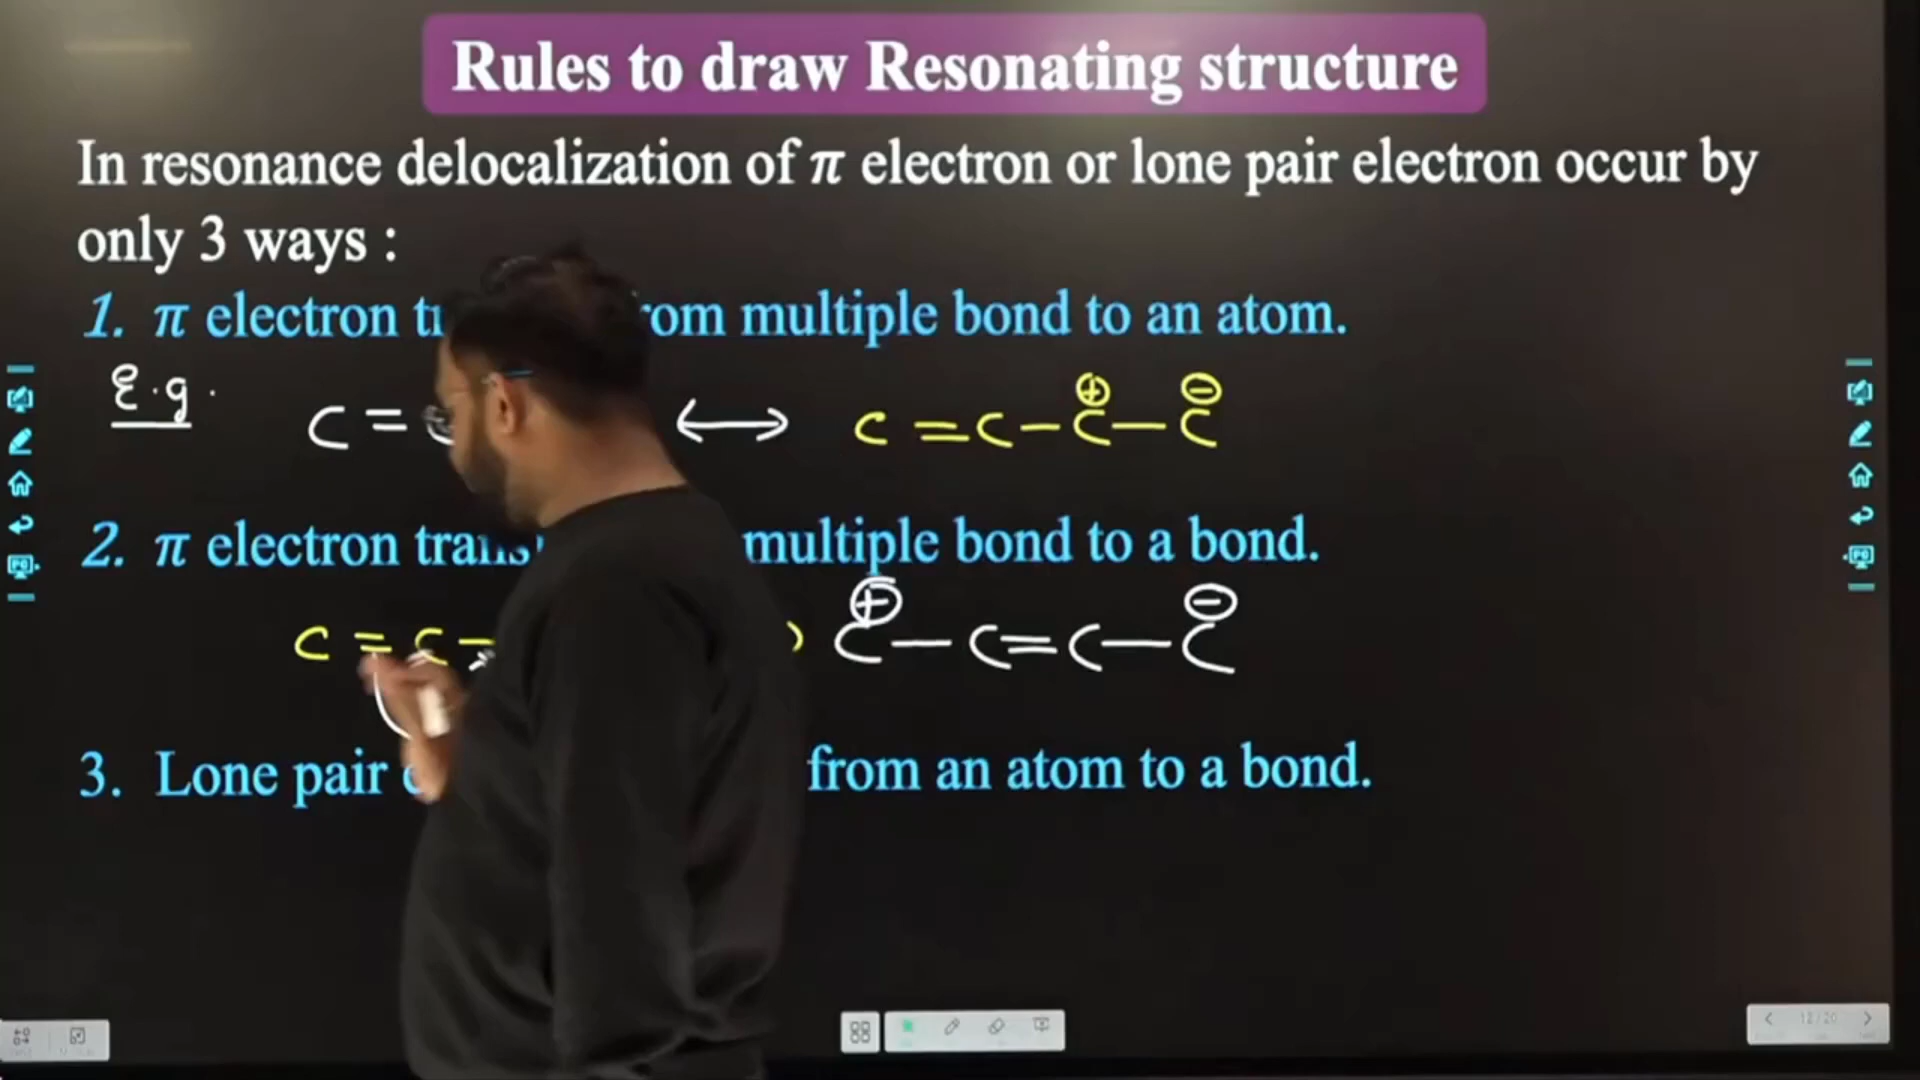 Rules to draw Resonating structure
In resonance delocalization of π electron or lone pair electron occur by
only 3 ways :
1. π electron rom multiple bond to an atom.
E.g. C = ⟷ C = C - C⊕ - C⊖
2. π electron trans multiple bond to a bond.
C = C - C⊕ - C = C - C⊖
3. Lone pair from an atom to a bond.
12/20